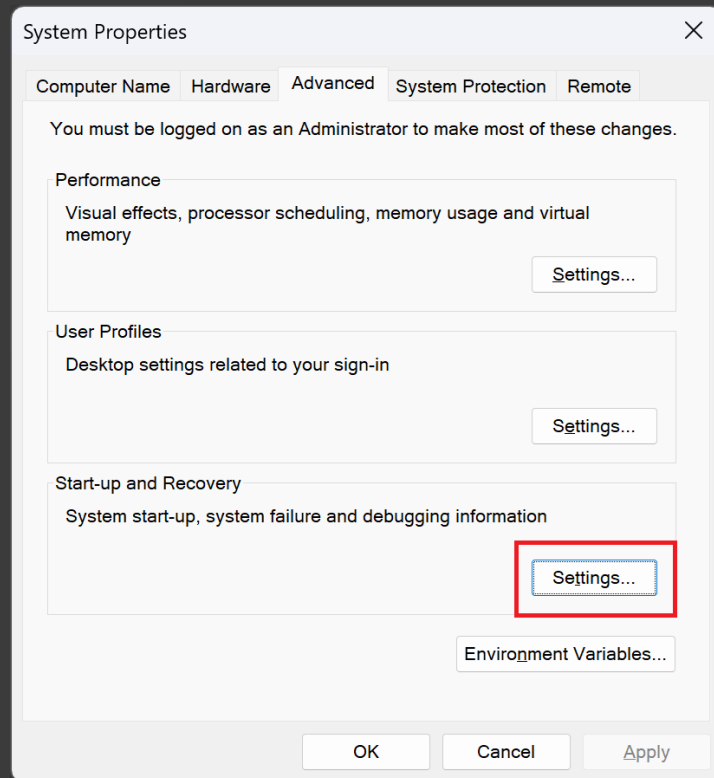 System Properties
Computer Name Hardware Advanced System Protection Remote
You must be logged on as an Administrator to make most of these changes.
Performance
Visual effects, processor scheduling, memory usage and virtual
memory
Settings...
User Profiles
Desktop settings related to your sign-in
Settings...
Start-up and Recovery
System start-up, system failure and debugging information
Settings...
Environment Variables...
OK Cancel Apply